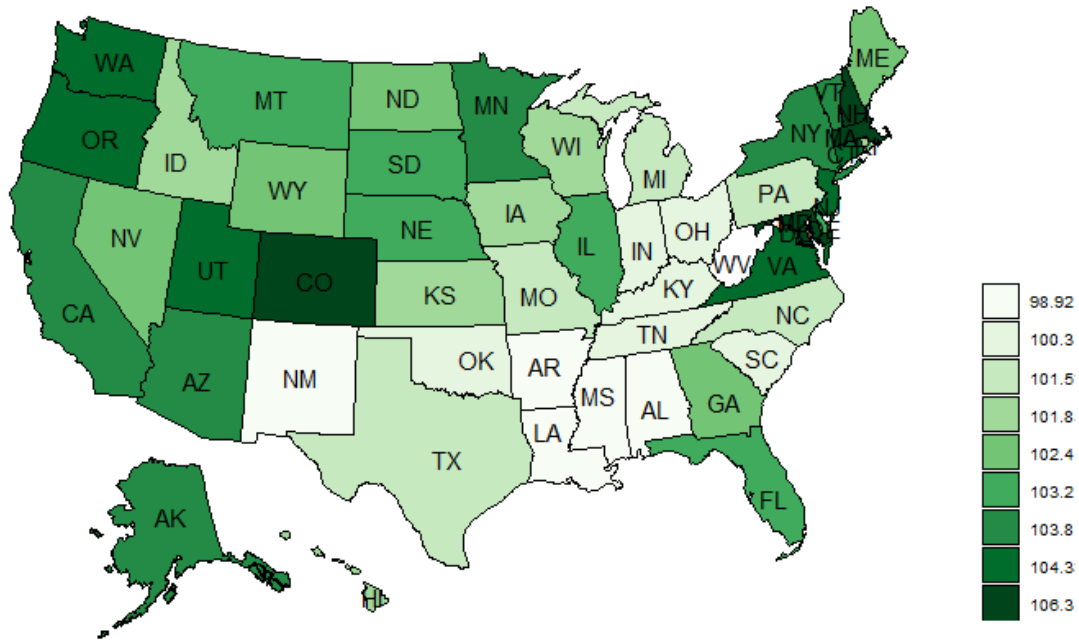 WA
MT
ND
MN
ME
VT
NH
OR
ID
WY
SD
WI
MI
NY
MA
NV
UT
CO
NE
IA
IL
IN
OH
PA
NJ
CA
AZ
NM
KS
MO
KY
WV
VA
OK
AR
TN
NC
SC
TX
LA
MS
AL
GA
FL
AK
HI
98.92
100.3
101.5
101.8
102.4
103.2
103.8
104.3
106.3